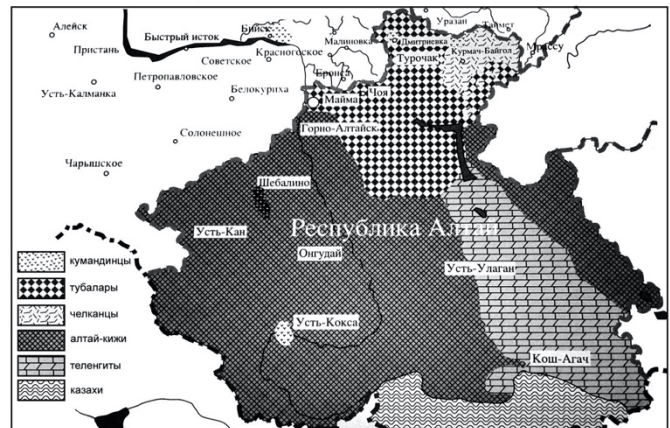 Алейск
Пристань
Быстрый исток
Бийск
Уразан
Таймет
Малиновка
Дмитриевка
Мрассу
Советское
Красногоское
Турочак
Курмач-Байгол
Усть-Калманка
Петропавловское
Белокуриха
Майма
Чоя
Горно-Алтайск
Солонешное
Чарышское
Шебалино
Усть-Кан
Республика Алтай
Онгудай
Усть-Улаган
Усть-Кокса
Кош-Агач
кумандинцы
тубалары
челканцы
алтай-кижи
теленгиты
казахи